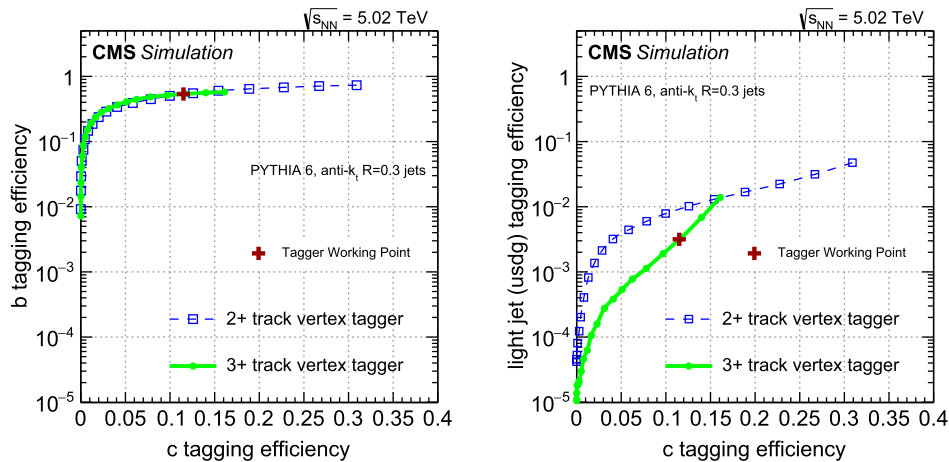 √s_NN = 5.02 TeV
CMS Simulation
PYTHIA 6, anti-k_t R=0.3 jets
Tagger Working Point
2+ track vertex tagger
3+ track vertex tagger
b tagging efficiency
1
10⁻¹
10⁻²
10⁻³
10⁻⁴
10⁻⁵
0 0.05 0.1 0.15 0.2 0.25 0.3 0.35 0.4
c tagging efficiency
√s_NN = 5.02 TeV
CMS Simulation
PYTHIA 6, anti-k_t R=0.3 jets
Tagger Working Point
2+ track vertex tagger
3+ track vertex tagger
light jet (usdg) tagging efficiency
1
10⁻¹
10⁻²
10⁻³
10⁻⁴
10⁻⁵
0 0.05 0.1 0.15 0.2 0.25 0.3 0.35 0.4
c tagging efficiency